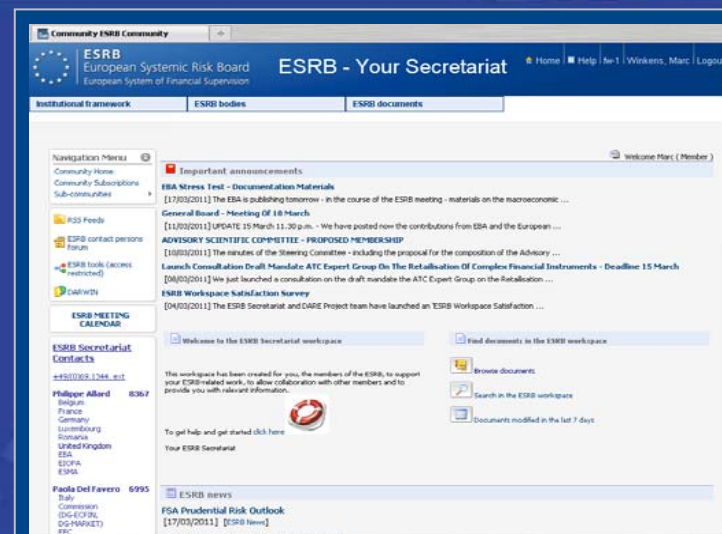 Community ESRB Community
ESRB
European Systemic Risk Board
European System of Financial Supervision
ESRB - Your Secretariat
Home Help fw-1 Winkens, Marc Logou
Institutional framework
ESRB bodies
ESRB documents
Welcome Marc ( Member )
Navigation Menu
Community Home
Community Subscriptions
Sub-communities
RSS Feeds
ESRB contact persons
forum
ESRB tools (access
restricted)
DARWIN
ESRB MEETING
CALENDAR
ESRB Secretariat
Contacts
+49(0)69.1344. ext
Philippe Allard 8367
Belgium
France
Germany
Luxembourg
Romania
United Kingdom
EBA
EIOPA
ESMA
Paola Del Favero 6995
Italy
Commission
(DG-ECFIN,
DG-MARKET)
EFC
Important announcements
EBA Stress Test - Documentation Materials
[17/03/2011] The EBA is publishing tomorrow - in the course of the ESRB meeting - materials on the macroeconomic ...
General Board - Meeting Of 18 March
[11/03/2011] UPDATE 15 March 11.30 p.m. - We have posted now the contributions from EBA and the European ...
ADVISORY SCIENTIFIC COMMITTEE - PROPOSED MEMBERSHIP
[10/03/2011] The minutes of the Steering Committee - including the proposal for the composition of the Advisory ...
Launch Consultation Draft Mandate ATC Expert Group On The Retailisation Of Complex Financial Instruments - Deadline 15 March
[08/03/2011] We just launched a consultation on the draft mandate the ATC Expert Group on the Retailisation ...
ESRB Workspace Satisfaction Survey
[04/03/2011] The ESRB Secretariat and DARE Project team have launched an 'ESRB Workspace Satisfaction ...
Welcome to the ESRB Secretariat workspace
This workspace has been created for you, the members of the ESRB, to support
your ESRB-related work, to allow collaboration with other members and to
provide you with relevant information.
To get help and get started click here
Your ESRB Secretariat
Find documents in the ESRB workspace
Browse documents
Search in the ESRB workspace
Documents modified in the last 7 days
ESRB news
FSA Prudential Risk Outlook
[17/03/2011] [ESRB News]